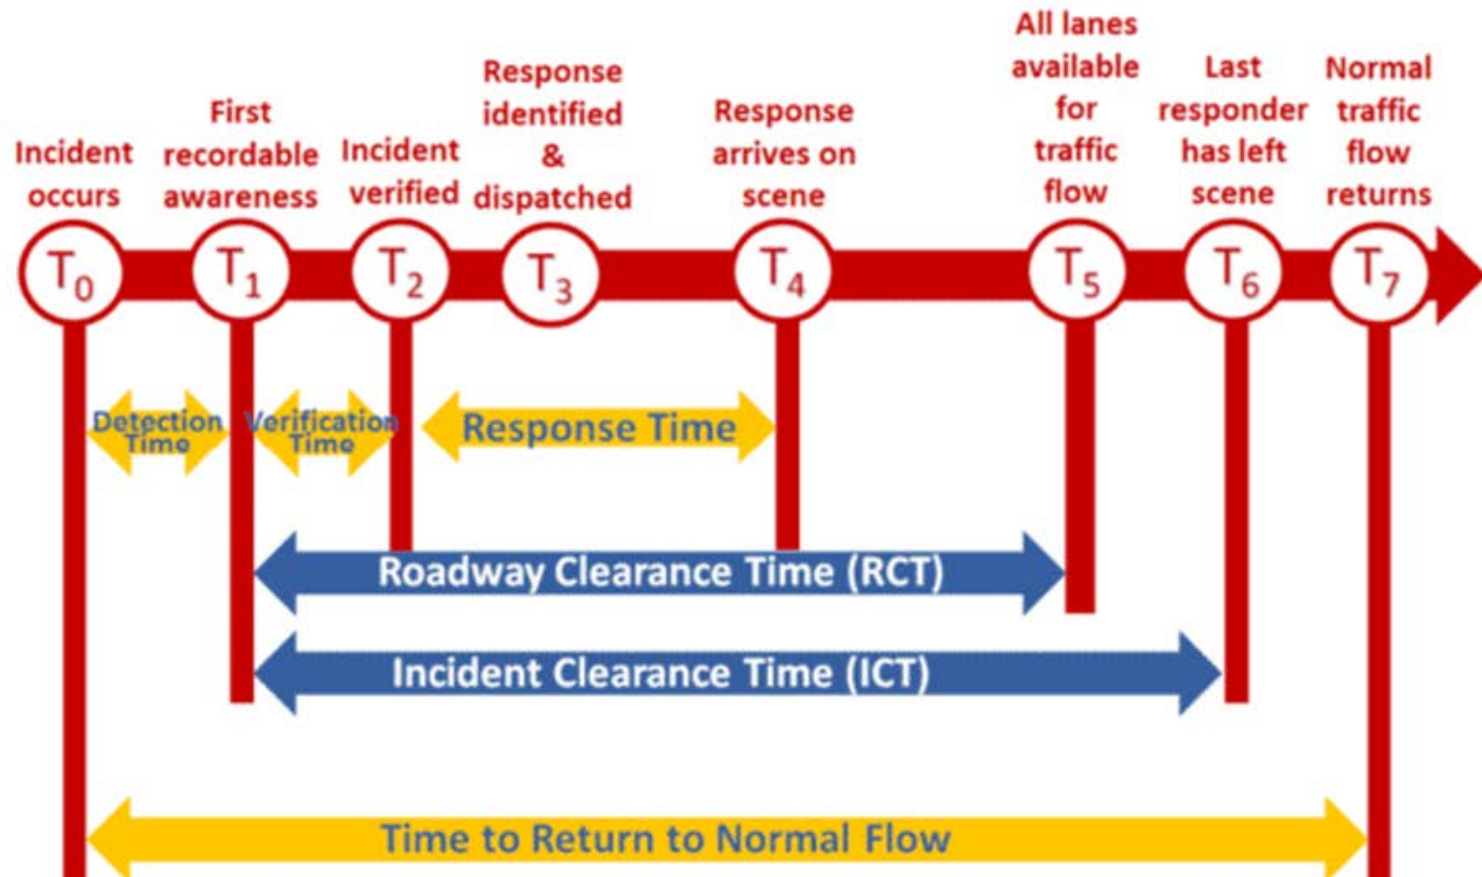 Incident
occurs
First
recordable
awareness
Incident
verified
Response
identified
&
dispatched
Response
arrives on
scene
All lanes
available
for
traffic
flow
Last
responder
has left
scene
Normal
traffic
flow
returns
T0
T1
T2
T3
T4
T5
T6
T7
Detection
Time
Verification
Time
Response Time
Roadway Clearance Time (RCT)
Incident Clearance Time (ICT)
Time to Return to Normal Flow